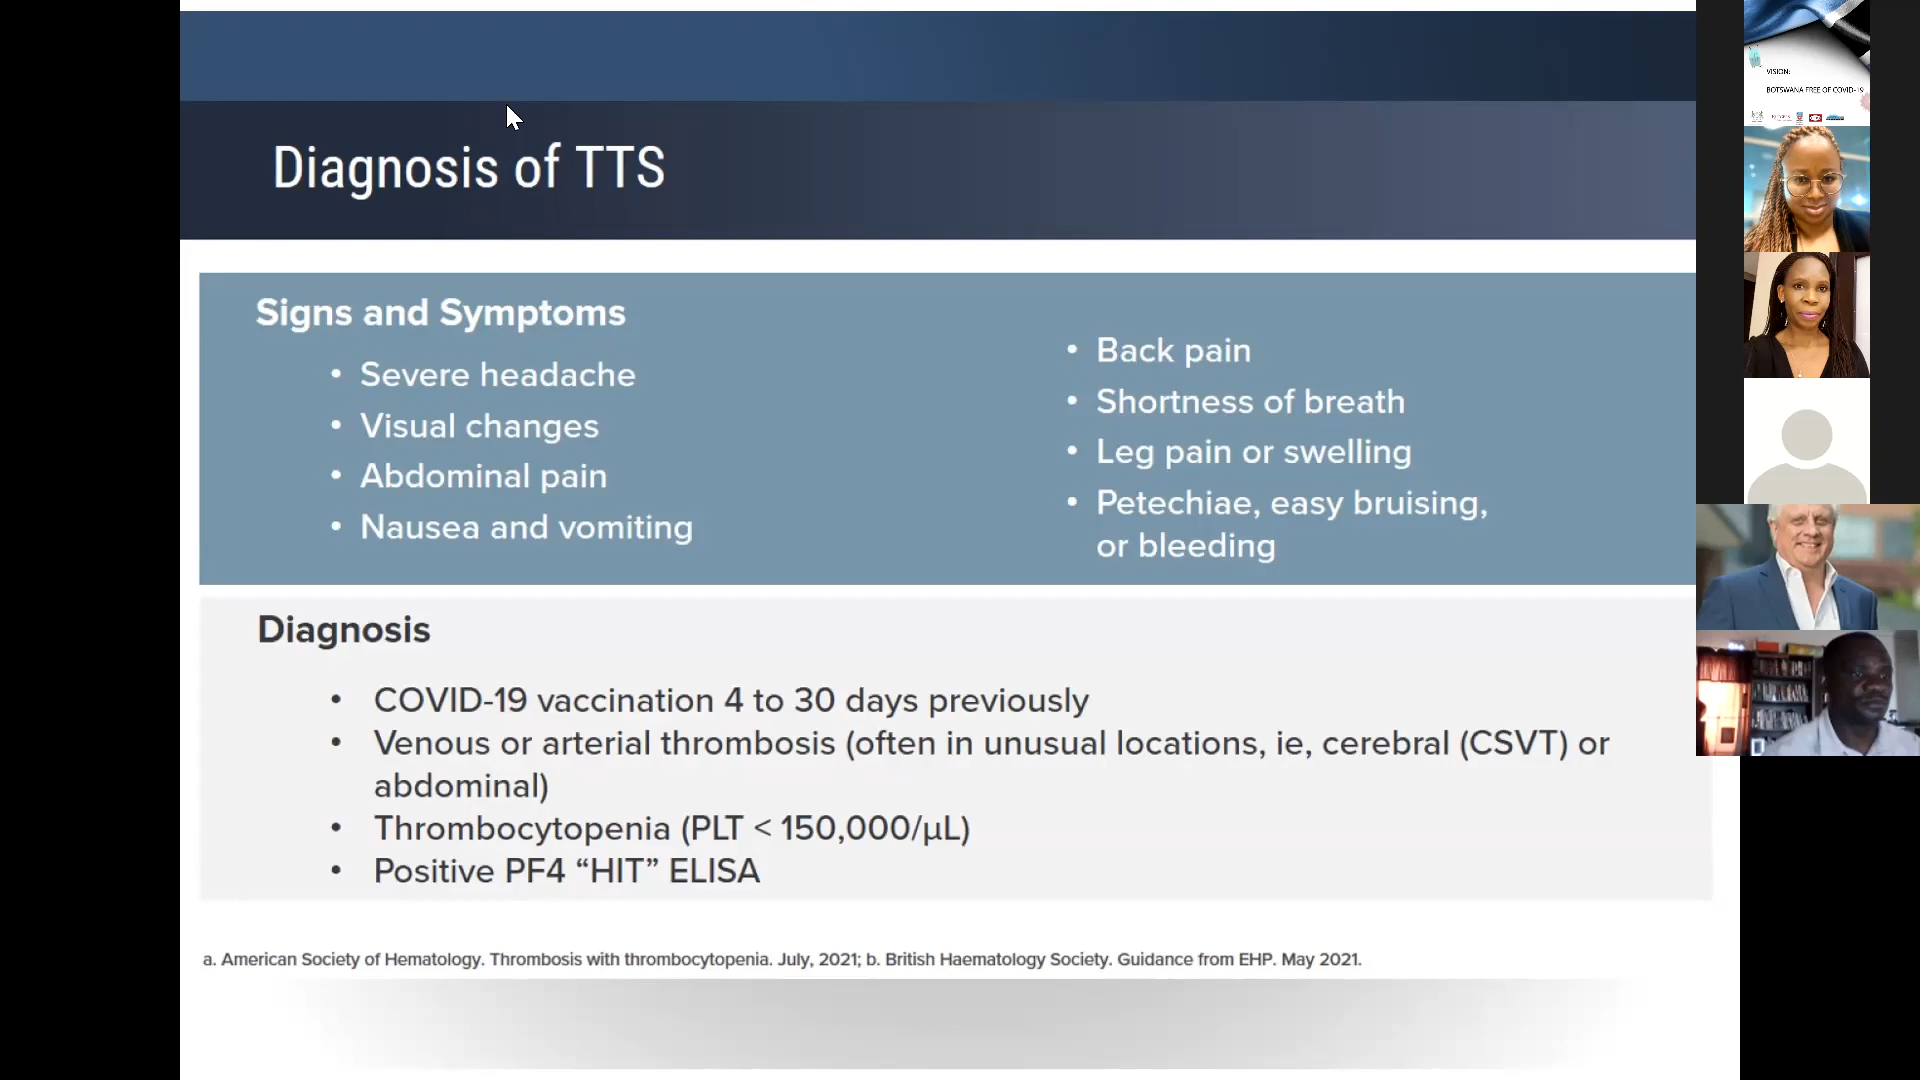 Diagnosis of TTS
Signs and Symptoms
• Severe headache
• Visual changes
• Abdominal pain
• Nausea and vomiting
• Back pain
• Shortness of breath
• Leg pain or swelling
• Petechiae, easy bruising,
or bleeding
Diagnosis
• COVID-19 vaccination 4 to 30 days previously
• Venous or arterial thrombosis (often in unusual locations, ie, cerebral (CSVT) or
abdominal)
• Thrombocytopenia (PLT < 150,000/µL)
• Positive PF4 “HIT” ELISA
a. American Society of Hematology. Thrombosis with thrombocytopenia. July, 2021; b. British Haematology Society. Guidance from EHP. May 2021.
VISION:
BOTSWANA FREE OF COVID-19